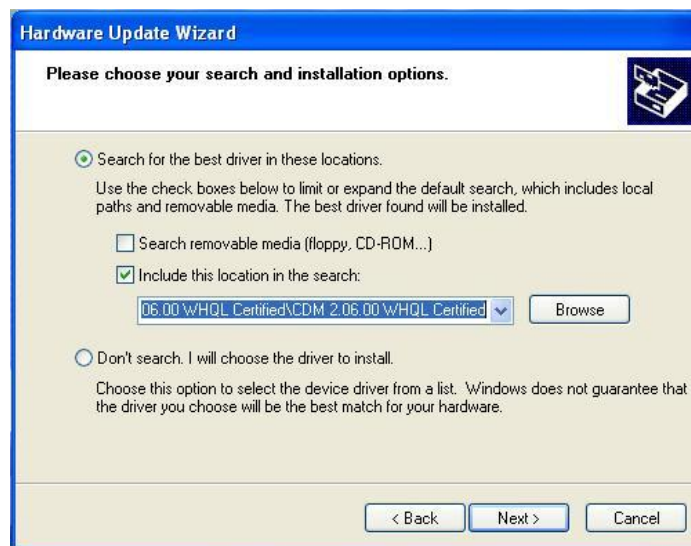 Hardware Update Wizard
Please choose your search and installation options.
Search for the best driver in these locations.
Use the check boxes below to limit or expand the default search, which includes local
paths and removable media. The best driver found will be installed.
Search removable media (floppy, CD-ROM...)
Include this location in the search:
06.00 WHQL Certified\CDM 2.06.00 WHQL Certified
Browse
Don't search. I will choose the driver to install.
Choose this option to select the device driver from a list. Windows does not guarantee that
the driver you choose will be the best match for your hardware.
< Back
Next >
Cancel